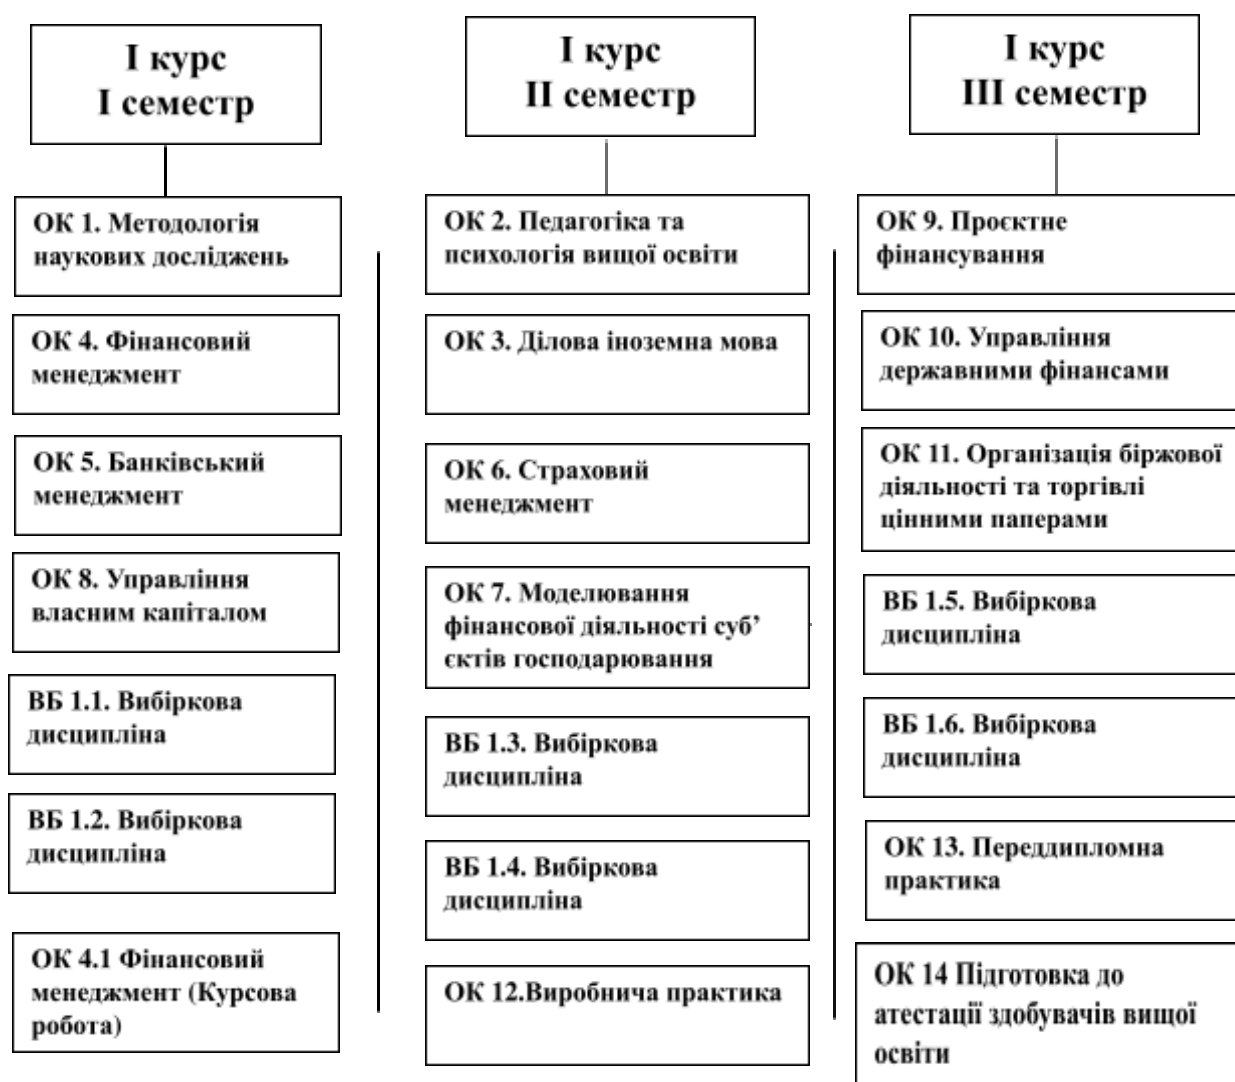 І курс
І семестр
ОК 1. Методологія
наукових досліджень
ОК 4. Фінансовий
менеджмент
ОК 5. Банківський
менеджмент
ОК 8. Управління
власним капіталом
ВБ 1.1. Вибіркова
дисципліна
ВБ 1.2. Вибіркова
дисципліна
ОК 4.1 Фінансовий
менеджмент (Курсова
робота)
І курс
ІІ семестр
ОК 2. Педагогіка та
психологія вищої освіти
ОК 3. Ділова іноземна мова
ОК 6. Страховий
менеджмент
ОК 7. Моделювання
фінансової діяльності суб’
єктів господарювання
ВБ 1.3. Вибіркова
дисципліна
ВБ 1.4. Вибіркова
дисципліна
ОК 12.Виробнича практика
І курс
ІІІ семестр
ОК 9. Проєктне
фінансування
ОК 10. Управління
державними фінансами
ОК 11. Організація біржової
діяльності та торгівлі
цінними паперами
ВБ 1.5. Вибіркова
дисципліна
ВБ 1.6. Вибіркова
дисципліна
ОК 13. Переддипломна
практика
ОК 14 Підготовка до
атестації здобувачів вищої
освіти